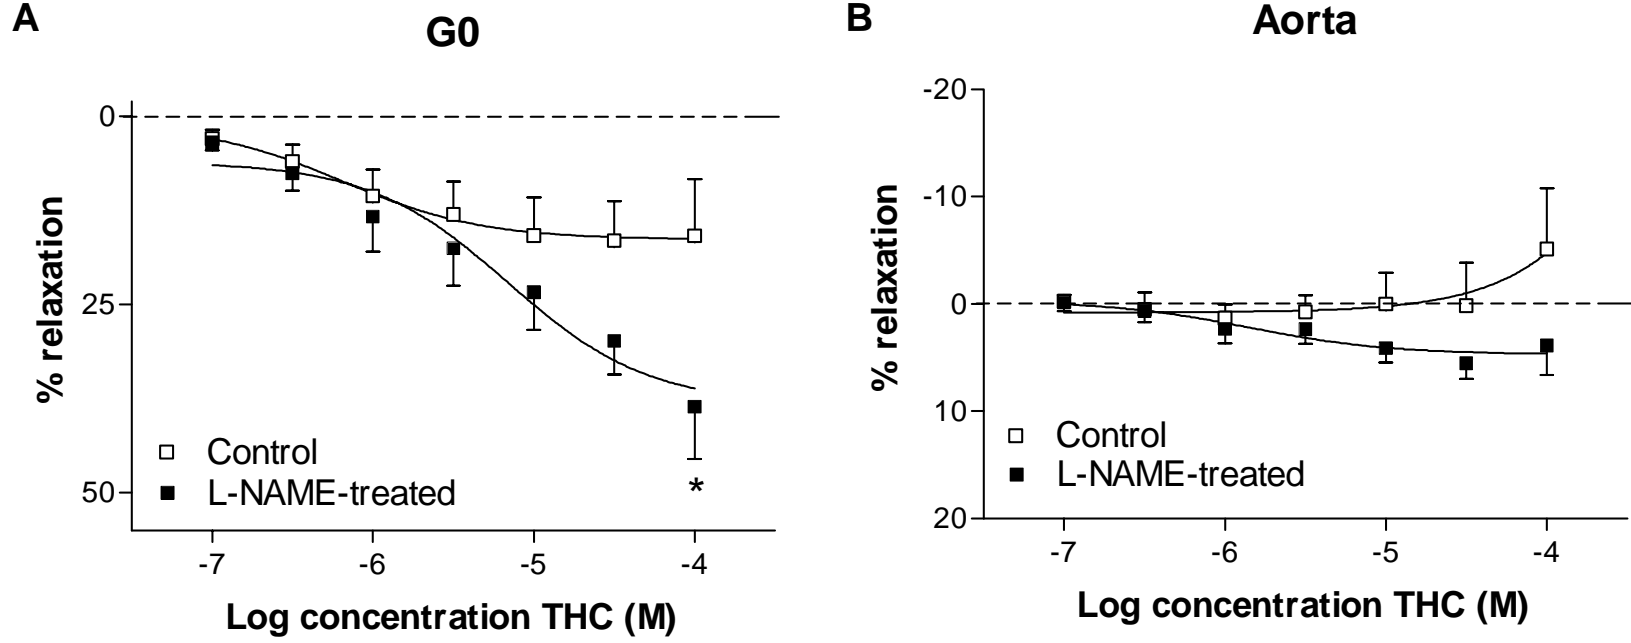 A
G0
0
25
50
% relaxation
Control
L-NAME-treated
*
-7
-6
-5
-4
Log concentration THC (M)
B
Aorta
-20
-10
0
10
20
% relaxation
Control
L-NAME-treated
-7
-6
-5
-4
Log concentration THC (M)